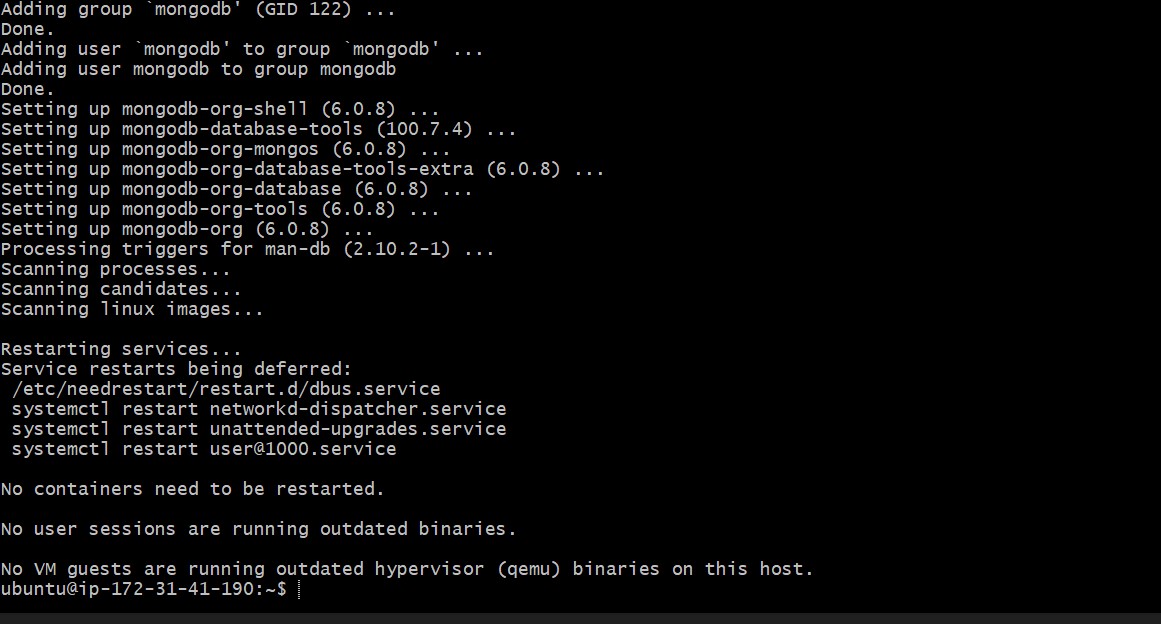 Adding group `mongodb' (GID 122) ...
Done.
Adding user `mongodb' to group `mongodb' ...
Adding user mongodb to group mongodb
Done.
Setting up mongodb-org-shell (6.0.8) ...
Setting up mongodb-database-tools (100.7.4) ...
Setting up mongodb-org-mongos (6.0.8) ...
Setting up mongodb-org-database-tools-extra (6.0.8) ...
Setting up mongodb-org-database (6.0.8) ...
Setting up mongodb-org-tools (6.0.8) ...
Setting up mongodb-org (6.0.8) ...
Processing triggers for man-db (2.10.2-1) ...
Scanning processes...
Scanning candidates...
Scanning linux images...

Restarting services...
Service restarts being deferred:
 /etc/needrestart/restart.d/dbus.service
 systemctl restart networkd-dispatcher.service
 systemctl restart unattended-upgrades.service
 systemctl restart user@1000.service

No containers need to be restarted.

No user sessions are running outdated binaries.

No VM guests are running outdated hypervisor (qemu) binaries on this host.
ubuntu@ip-172-31-41-190:~$